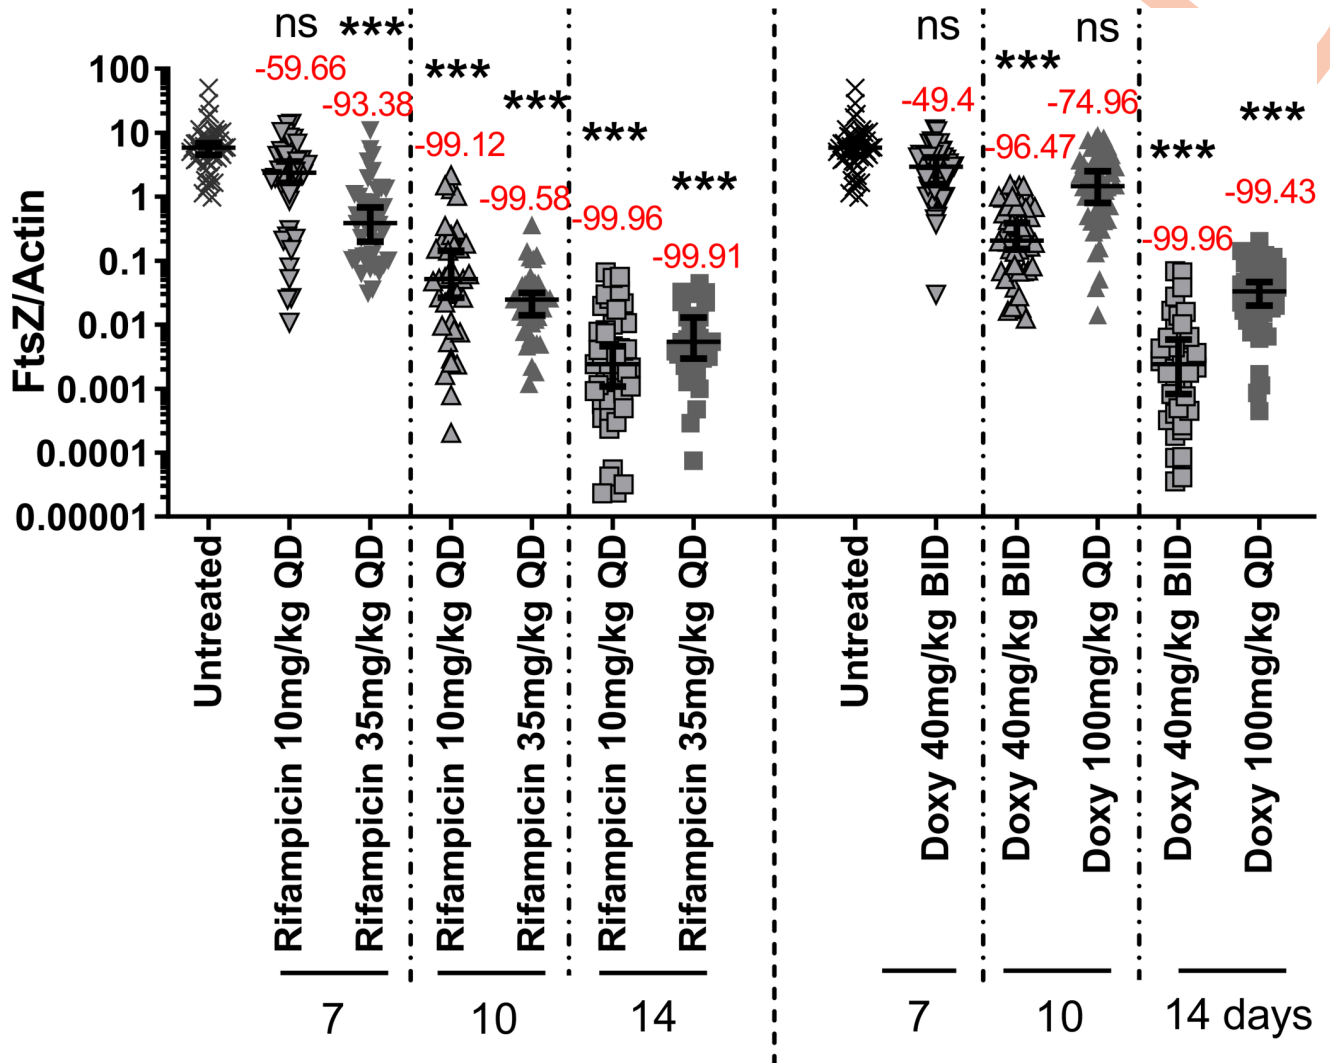 ns
***
ns
ns
-59.66
***
-49.4
***
-74.96
-93.38
***
***
-99.12
***
-96.47
***
-99.58
***
-99.43
-99.96
-99.91
-99.96
FtsZ/Actin
100
10
1
0.1
0.01
0.001
0.0001
0.00001
Untreated
Rifampicin 10mg/kg QD
Rifampicin 35mg/kg QD
Rifampicin 10mg/kg QD
Rifampicin 35mg/kg QD
Rifampicin 10mg/kg QD
Rifampicin 35mg/kg QD
Untreated
Doxy 40mg/kg BID
Doxy 40mg/kg BID
Doxy 100mg/kg QD
Doxy 40mg/kg BID
Doxy 100mg/kg QD
7
10
14
7
10
14 days